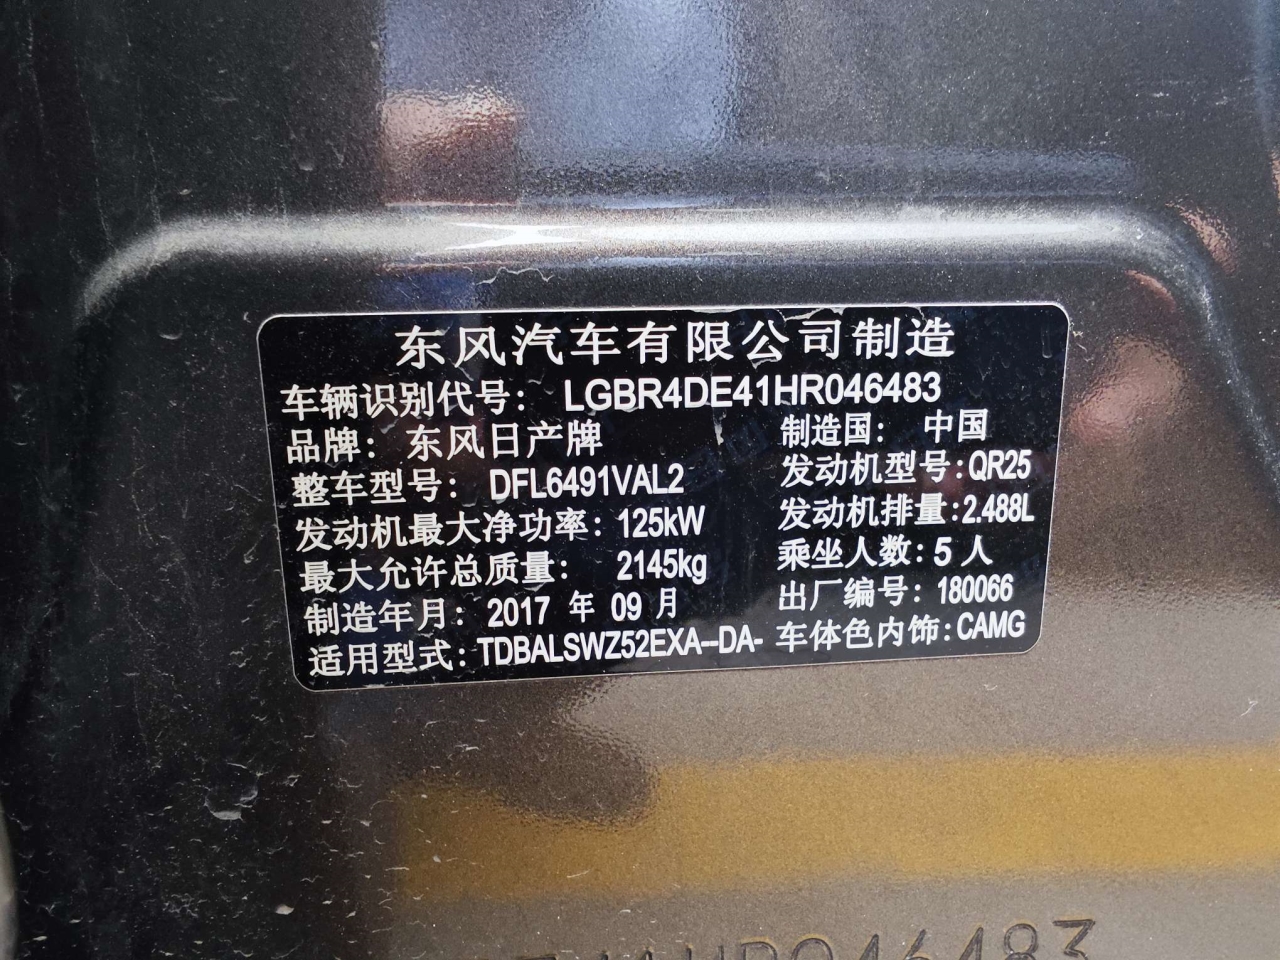 东风汽车有限公司制造
车辆识别代号: LGBR4DE41HR046483
品牌: 东风日产牌 制造国: 中国
整车型号: DFL6491VAL2 发动机型号:QR25
发动机最大净功率: 125kW 发动机排量:2.488L
最大允许总质量: 2145kg 乘坐人数: 5 人
制造年月: 2017 年 09 月 出厂编号: 180066
适用型式: TDBALSWZ52EXA--DA- 车体色内饰:CAMG
HR046483